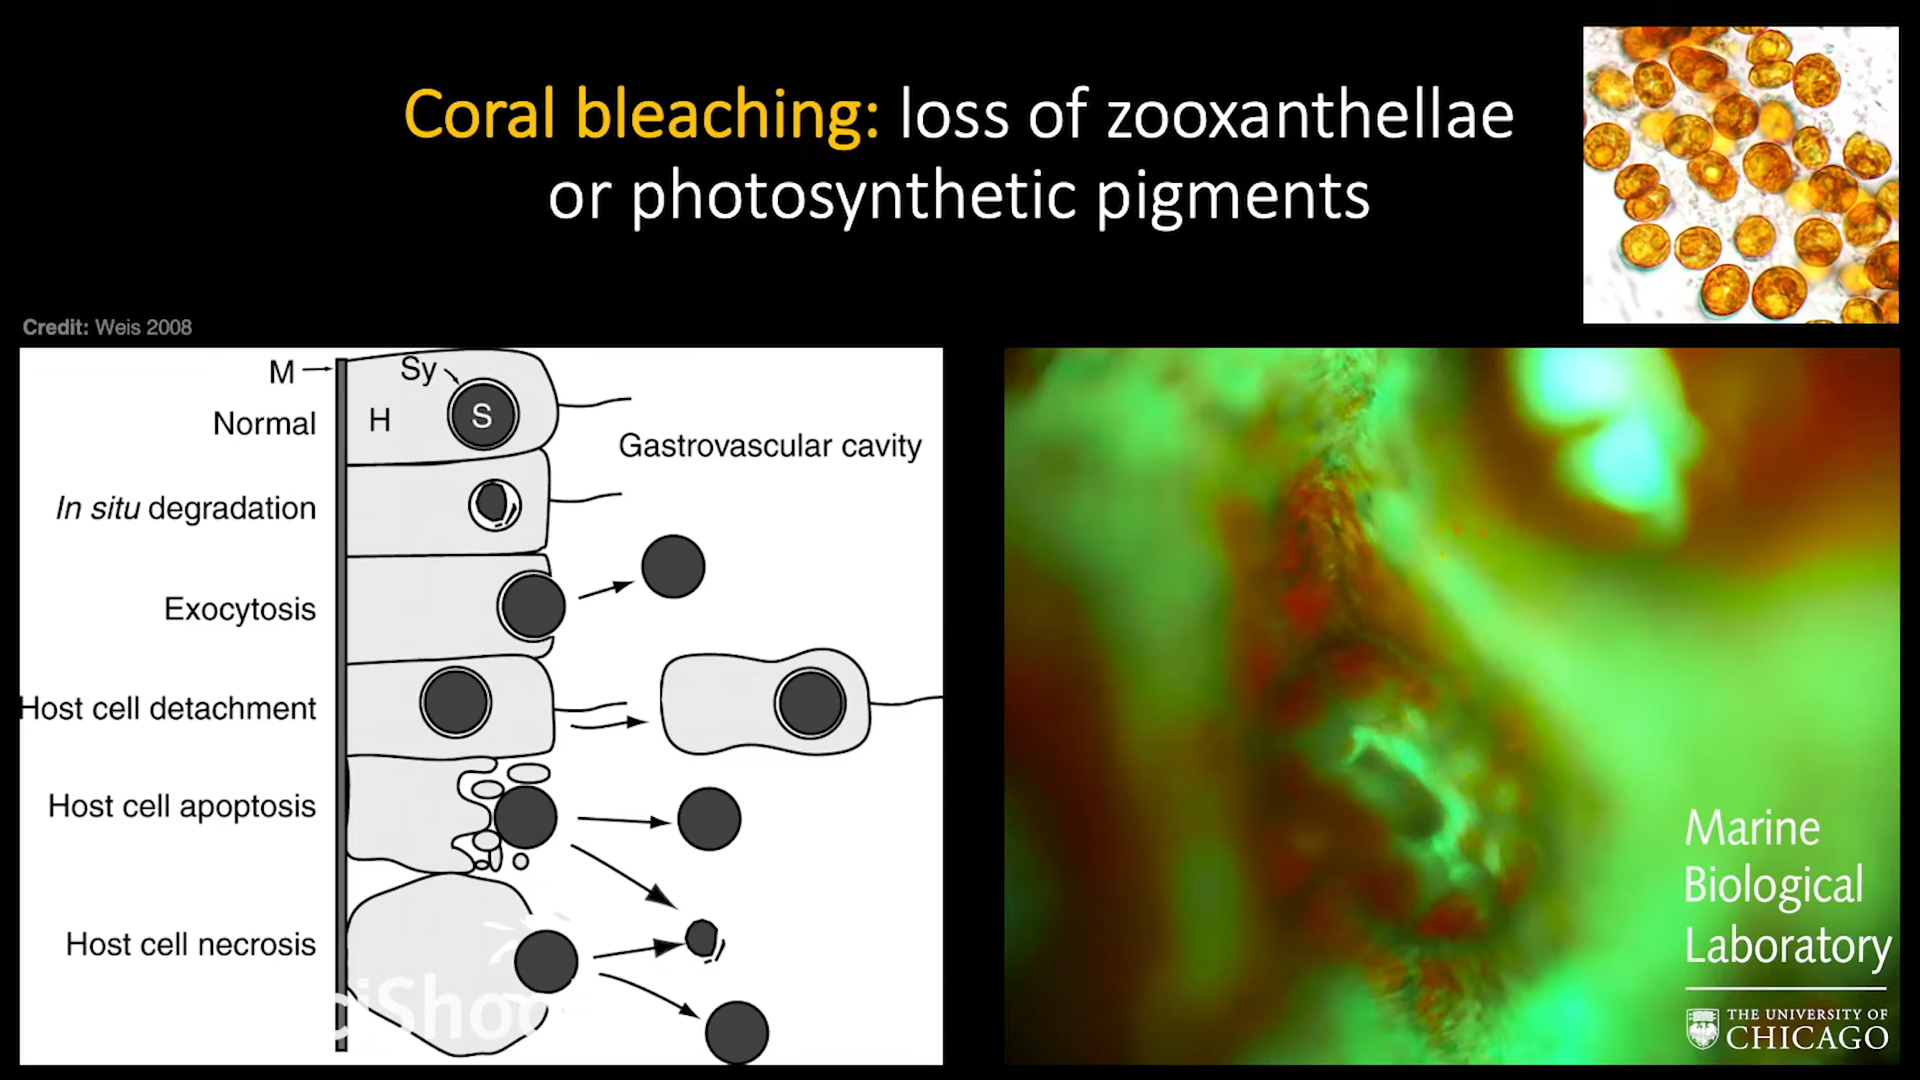 Coral bleaching: loss of zooxanthellae
or photosynthetic pigments
Credit: Weis 2008
M
Sy
Normal
H
S
Gastrovascular cavity
In situ degradation
Exocytosis
Host cell detachment
Host cell apoptosis
Host cell necrosis
Marine
Biological
Laboratory
THE UNIVERSITY OF
CHICAGO